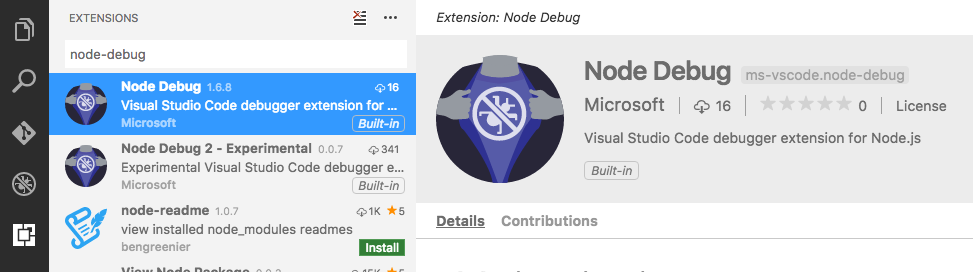 EXTENSIONS
node-debug
Node Debug 1.6.8 16
Visual Studio Code debugger extension for ...
Microsoft Built-in
Node Debug 2 - Experimental 0.0.7 341
Experimental Visual Studio Code debugger e...
Microsoft Built-in
node-readme 1.0.7 1K 5
view installed node_modules readmes
bengreenier Install
View Node Package
Extension: Node Debug
Node Debug ms-vscode.node-debug
Microsoft 16 0 License
Visual Studio Code debugger extension for Node.js
Built-in
Details Contributions